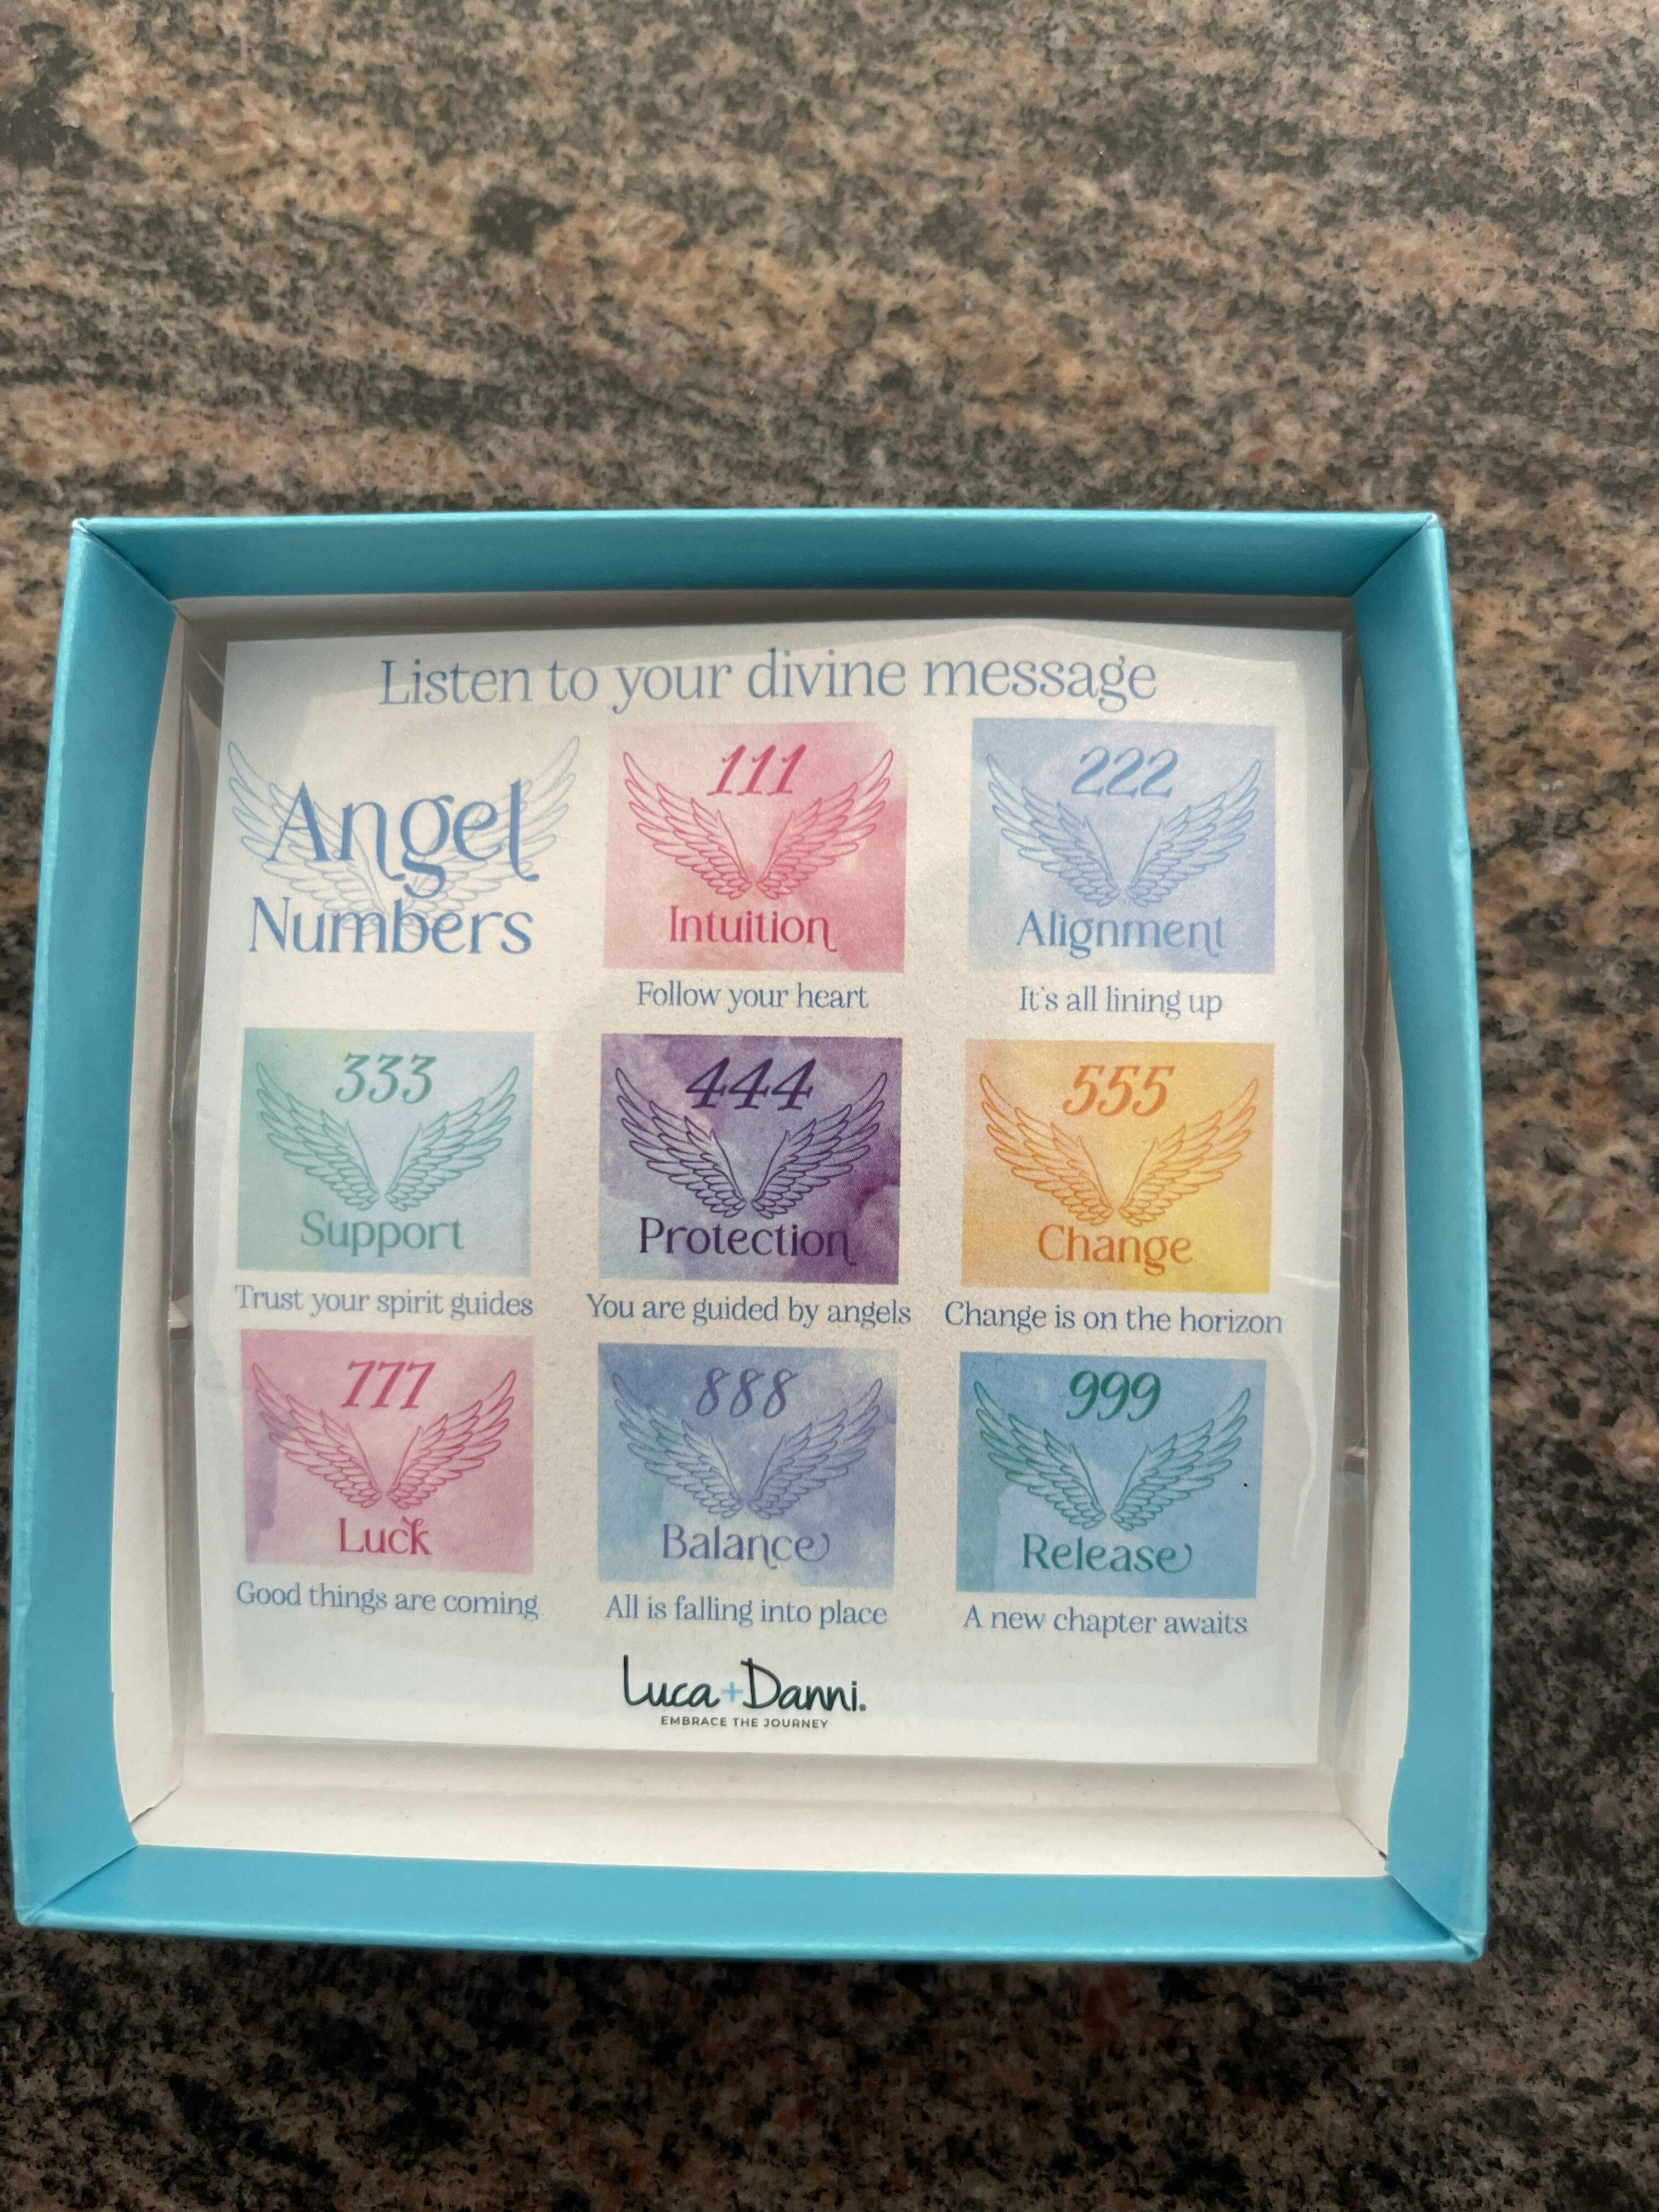 Listen to your divine message
Angel
Numbers
111
Intuition
Follow your heart
222
Alignment
It's all lining up
333
Support
Trust your spirit guides
444
Protection
You are guided by angels
555
Change
Change is on the horizon
777
Luck
Good things are coming
888
Balance
All is falling into place
999
Release
A new chapter awaits
Luca+Danni.
EMBRACE THE JOURNEY